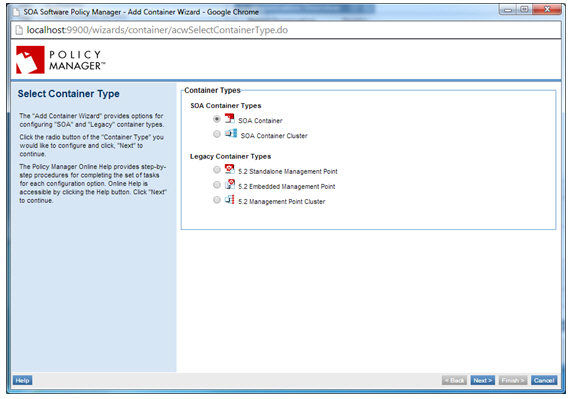 SOA Software Policy Manager - Add Container Wizard - Google Chrome
localhost:9900/wizards/container/acwSelectContainerType.do
POLICY
MANAGER™
Select Container Type
The "Add Container Wizard" provides options for
configuring "SOA" and "Legacy" container types.
Click the radio button of the "Container Type" you
would like to configure and click, "Next" to
continue.
The Policy Manager Online Help provides step-by-
step procedures for completing the set of tasks
for each configuration option. Online Help is
accessible by clicking the Help button. Click "Next"
to continue.
Container Types
SOA Container Types
SOA Container
SOA Container Cluster
Legacy Container Types
5.2 Standalone Management Point
5.2 Embedded Management Point
5.2 Management Point Cluster
Help
< Back Next > Finish > Cancel